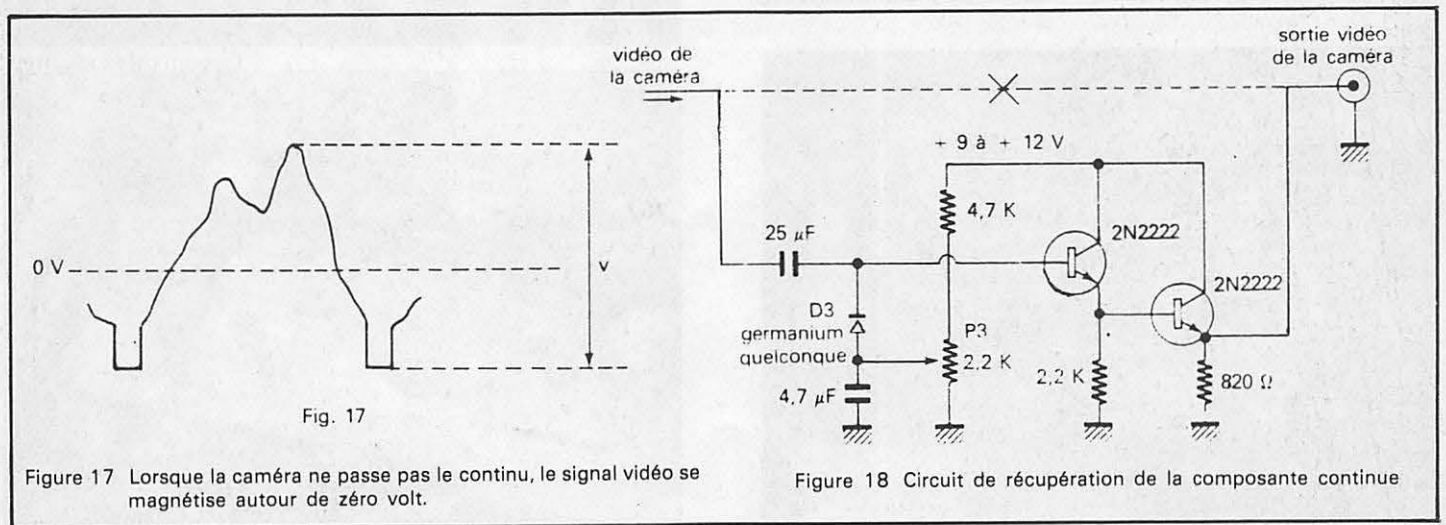 vidéo de
la caméra
sortie vidéo
de la caméra
+ 9 à + 12 V
4,7 K
25 µF
2N2222
2N2222
0 V
v
D3
germanium
quelconque
P3
2,2 K
4,7 µF
2,2 K
820 Ω
Fig. 17
Figure 17 Lorsque la caméra ne passe pas le continu, le signal vidéo se
magnétise autour de zéro volt.
Figure 18 Circuit de récupération de la composante continue